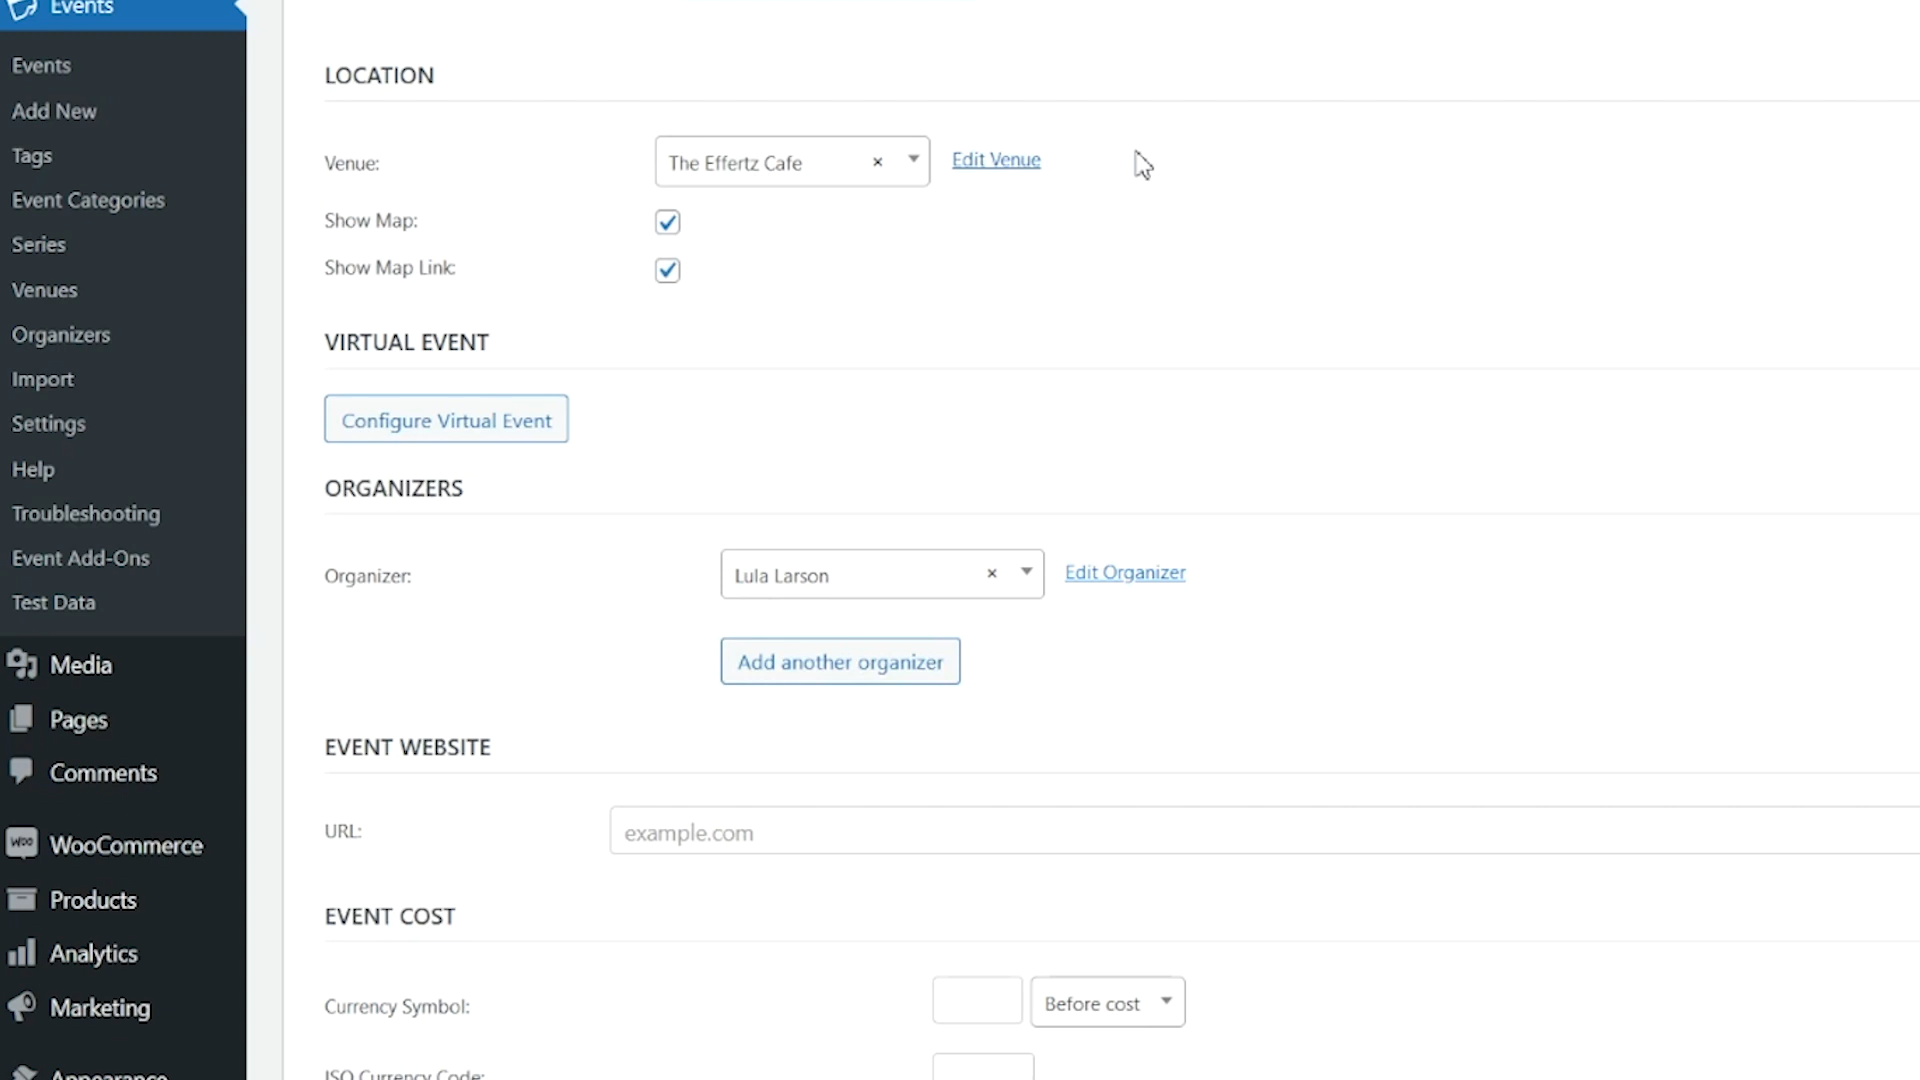 Events
Events
Add New
Tags
Event Categories
Series
Venues
Organizers
Import
Settings
Help
Troubleshooting
Event Add-Ons
Test Data
Media
Pages
Comments
WOO WooCommerce
Products
Analytics
Marketing
Appearance
LOCATION
Venue: The Effertz Cafe × Edit Venue
Show Map:
Show Map Link:
VIRTUAL EVENT
Configure Virtual Event
ORGANIZERS
Organizer: Lula Larson × Edit Organizer
Add another organizer
EVENT WEBSITE
URL: example.com
EVENT COST
Currency Symbol: Before cost
ISO Currency Code: